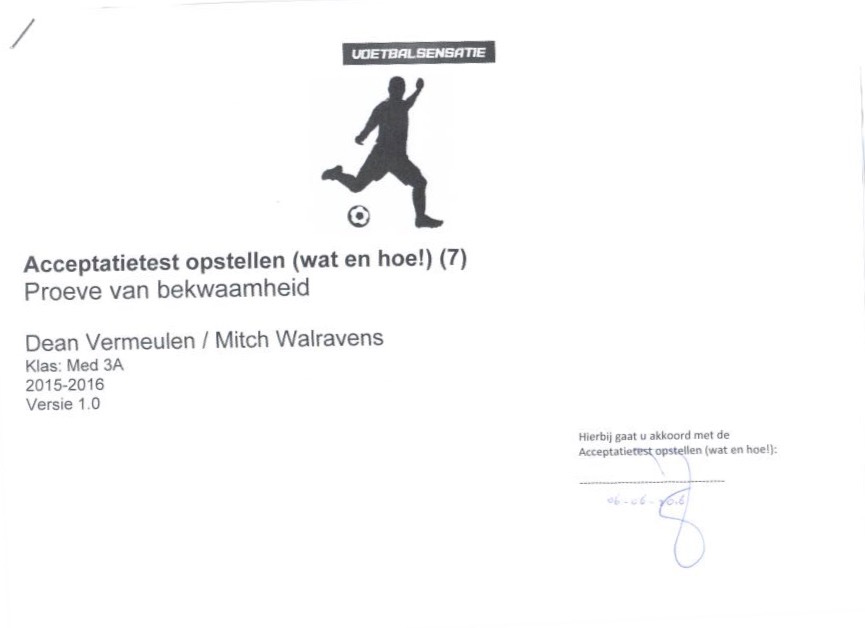 VOETBALSENSATIE
Acceptatietest opstellen (wat en hoe!) (7)
Proeve van bekwaamheid
Dean Vermeulen / Mitch Walravens
Klas: Med 3A
2015-2016
Versie 1.0
Hierbij gaat u akkoord met de
Acceptatietest opstellen (wat en hoe!):
06-06-2016